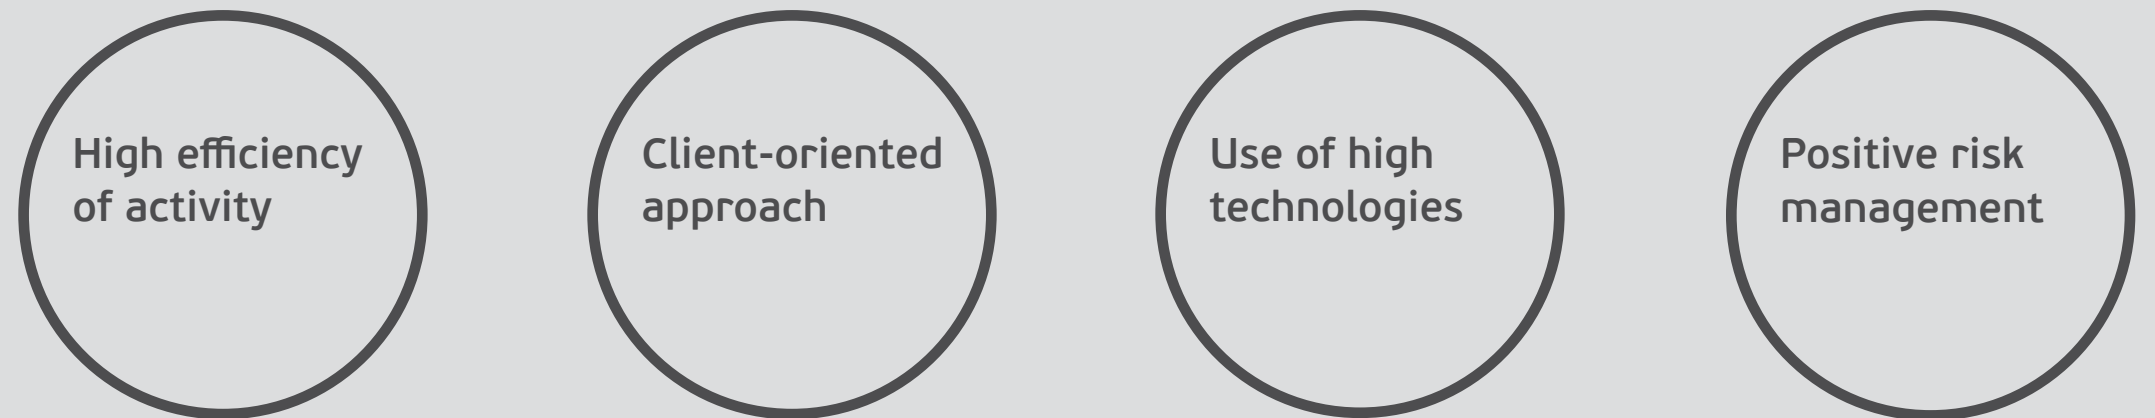 High efficiency
of activity
Client-oriented
approach
Use of high
technologies
Positive risk
management